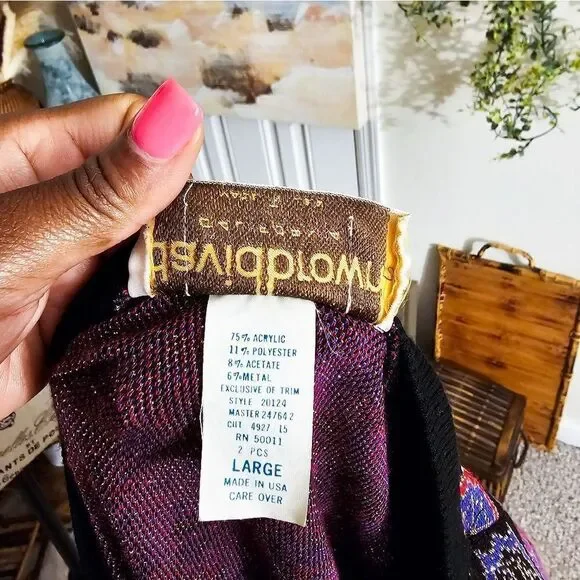 davidbrown
75% ACRYLIC
11% POLYESTER
8% ACETATE
6% METAL
EXCLUSIVE OF TRIM
STYLE 20124
MASTER 247642
CUT 4927 15
RN 50011
2 PCS
LARGE
MADE IN USA
CARE OVER